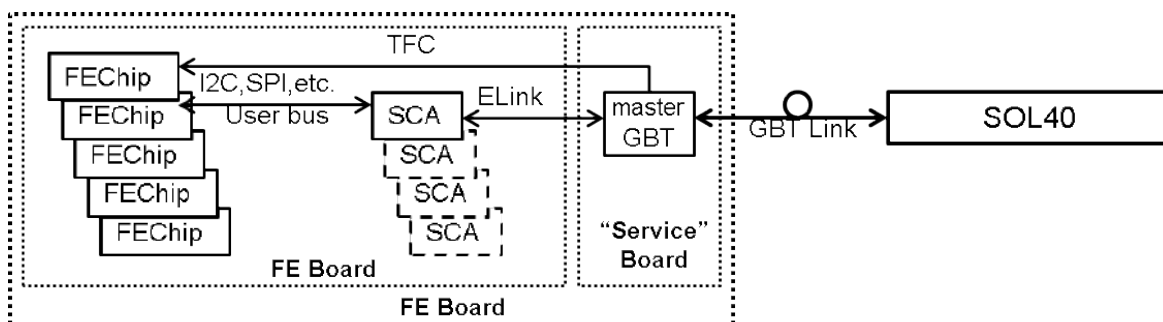 TFC
FEChip
I2C,SPI,etc.
FEChip
User bus
SCA
ELink
master
GBT
GBT Link
SOL40
FEChip
SCA
FEChip
SCA
FEChip
SCA
"Service"
Board
FE Board
FE Board